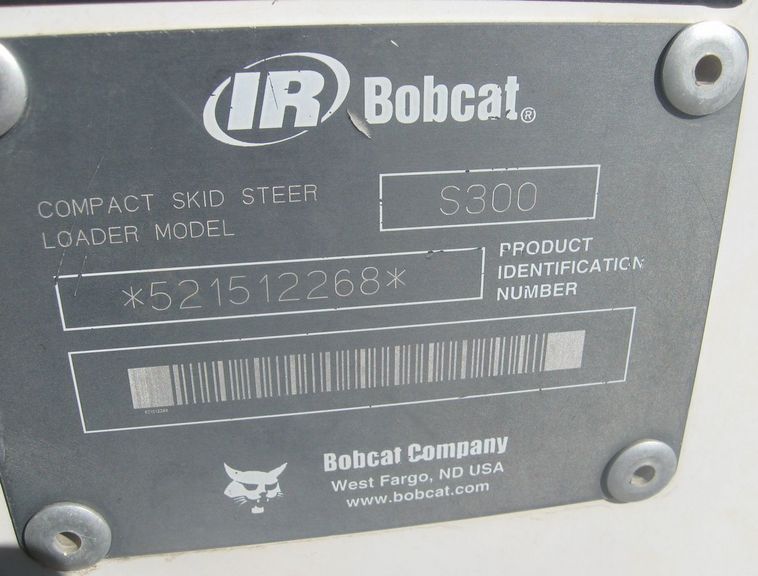 IR Bobcat®
COMPACT SKID STEER
LOADER MODEL
S300
*521512268*
PRODUCT
IDENTIFICATION
NUMBER
521512268
Bobcat Company
West Fargo, ND USA
www.bobcat.com